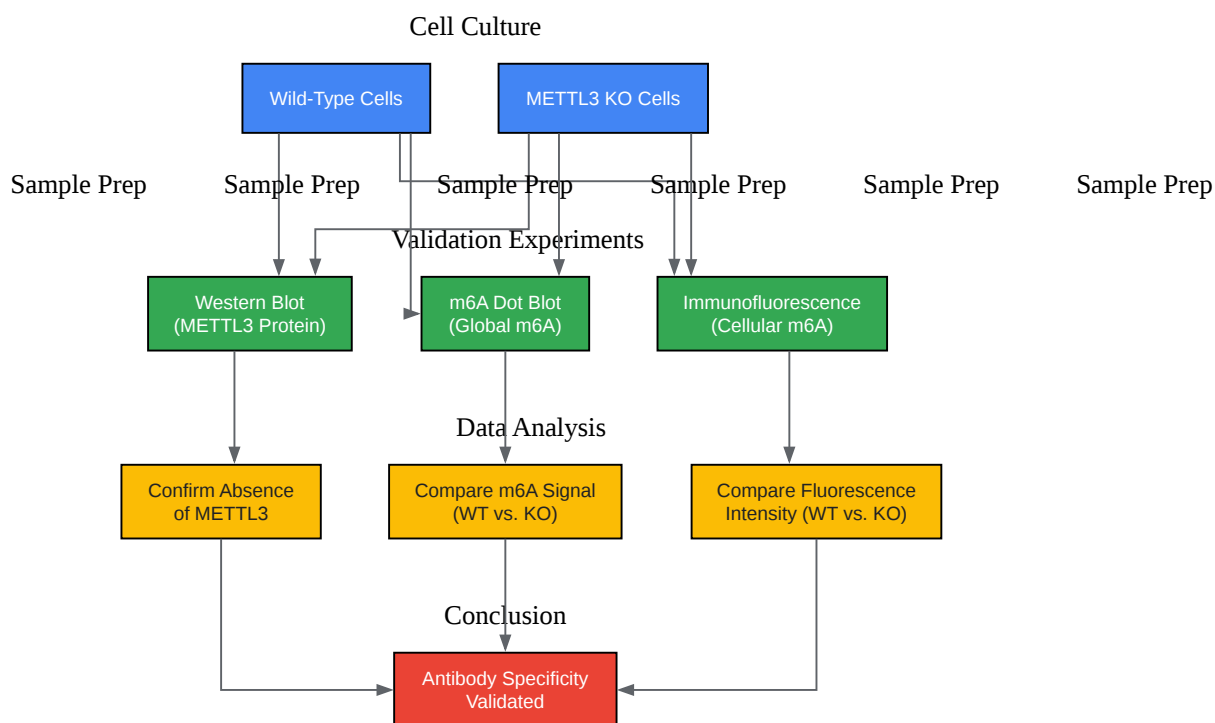 Cell Culture
Wild-Type Cells
METTL3 KO Cells
Sample Prep
Sample Prep
Sample Prep
Sample Prep
Sample Prep
Sample Prep
Validation Experiments
Western Blot
(METTL3 Protein)
m6A Dot Blot
(Global m6A)
Immunofluorescence
(Cellular m6A)
Data Analysis
Confirm Absence
of METTL3
Compare m6A Signal
(WT vs. KO)
Compare Fluorescence
Intensity (WT vs. KO)
Conclusion
Antibody Specificity
Validated